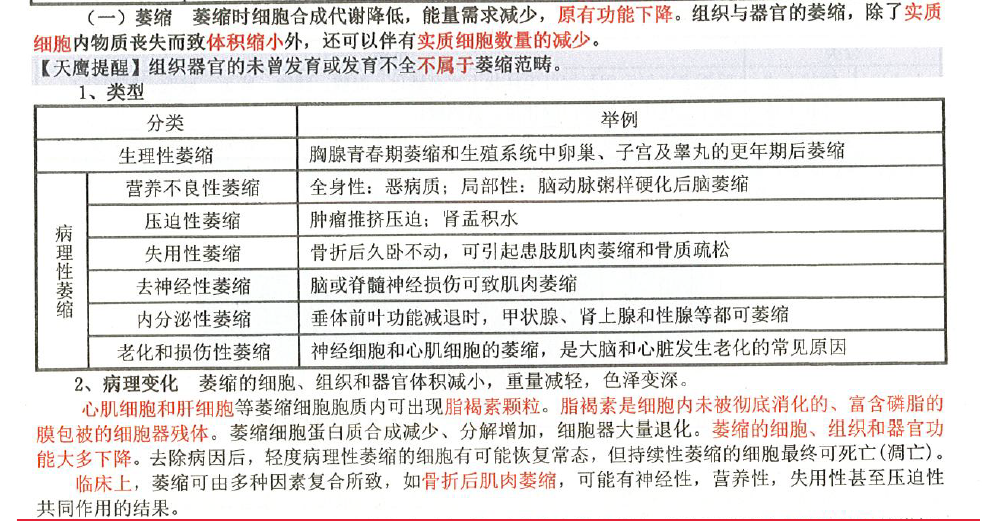 （一）萎缩　萎缩时细胞合成代谢降低，能量需求减少，原有功能下降。组织与器官的萎缩，除了实质
细胞内物质丧失而致体积缩小外，还可以伴有实质细胞数量的减少。
【天鹰提醒】组织器官的未曾发育或发育不全不属于萎缩范畴。
1、类型
分类　举例
生理性萎缩　胸腺青春期萎缩和生殖系统中卵巢、子宫及睾丸的更年期后萎缩
病理性萎缩
营养不良性萎缩　全身性：恶病质；局部性：脑动脉粥样硬化后脑萎缩
压迫性萎缩　肿瘤推挤压迫；肾盂积水
失用性萎缩　骨折后久卧不动，可引起患肢肌肉萎缩和骨质疏松
去神经性萎缩　脑或脊髓神经损伤可致肌肉萎缩
内分泌性萎缩　垂体前叶功能减退时，甲状腺、肾上腺和性腺等都可萎缩
老化和损伤性萎缩　神经细胞和心肌细胞的萎缩，是大脑和心脏发生老化的常见原因
2、病理变化　萎缩的细胞、组织和器官体积减小，重量减轻，色泽变深。
心肌细胞和肝细胞等萎缩细胞胞质内可出现脂褐素颗粒。脂褐素是细胞内未被彻底消化的、富含磷脂的
膜包被的细胞器残体。萎缩细胞蛋白质合成减少、分解增加，细胞器大量退化。萎缩的细胞、组织和器官功
能大多下降。去除病因后，轻度病理性萎缩的细胞有可能恢复常态，但持续性萎缩的细胞最终可死亡(凋亡)。
临床上，萎缩可由多种因素复合所致，如骨折后肌肉萎缩，可能有神经性，营养性，失用性甚至压迫性
共同作用的结果。